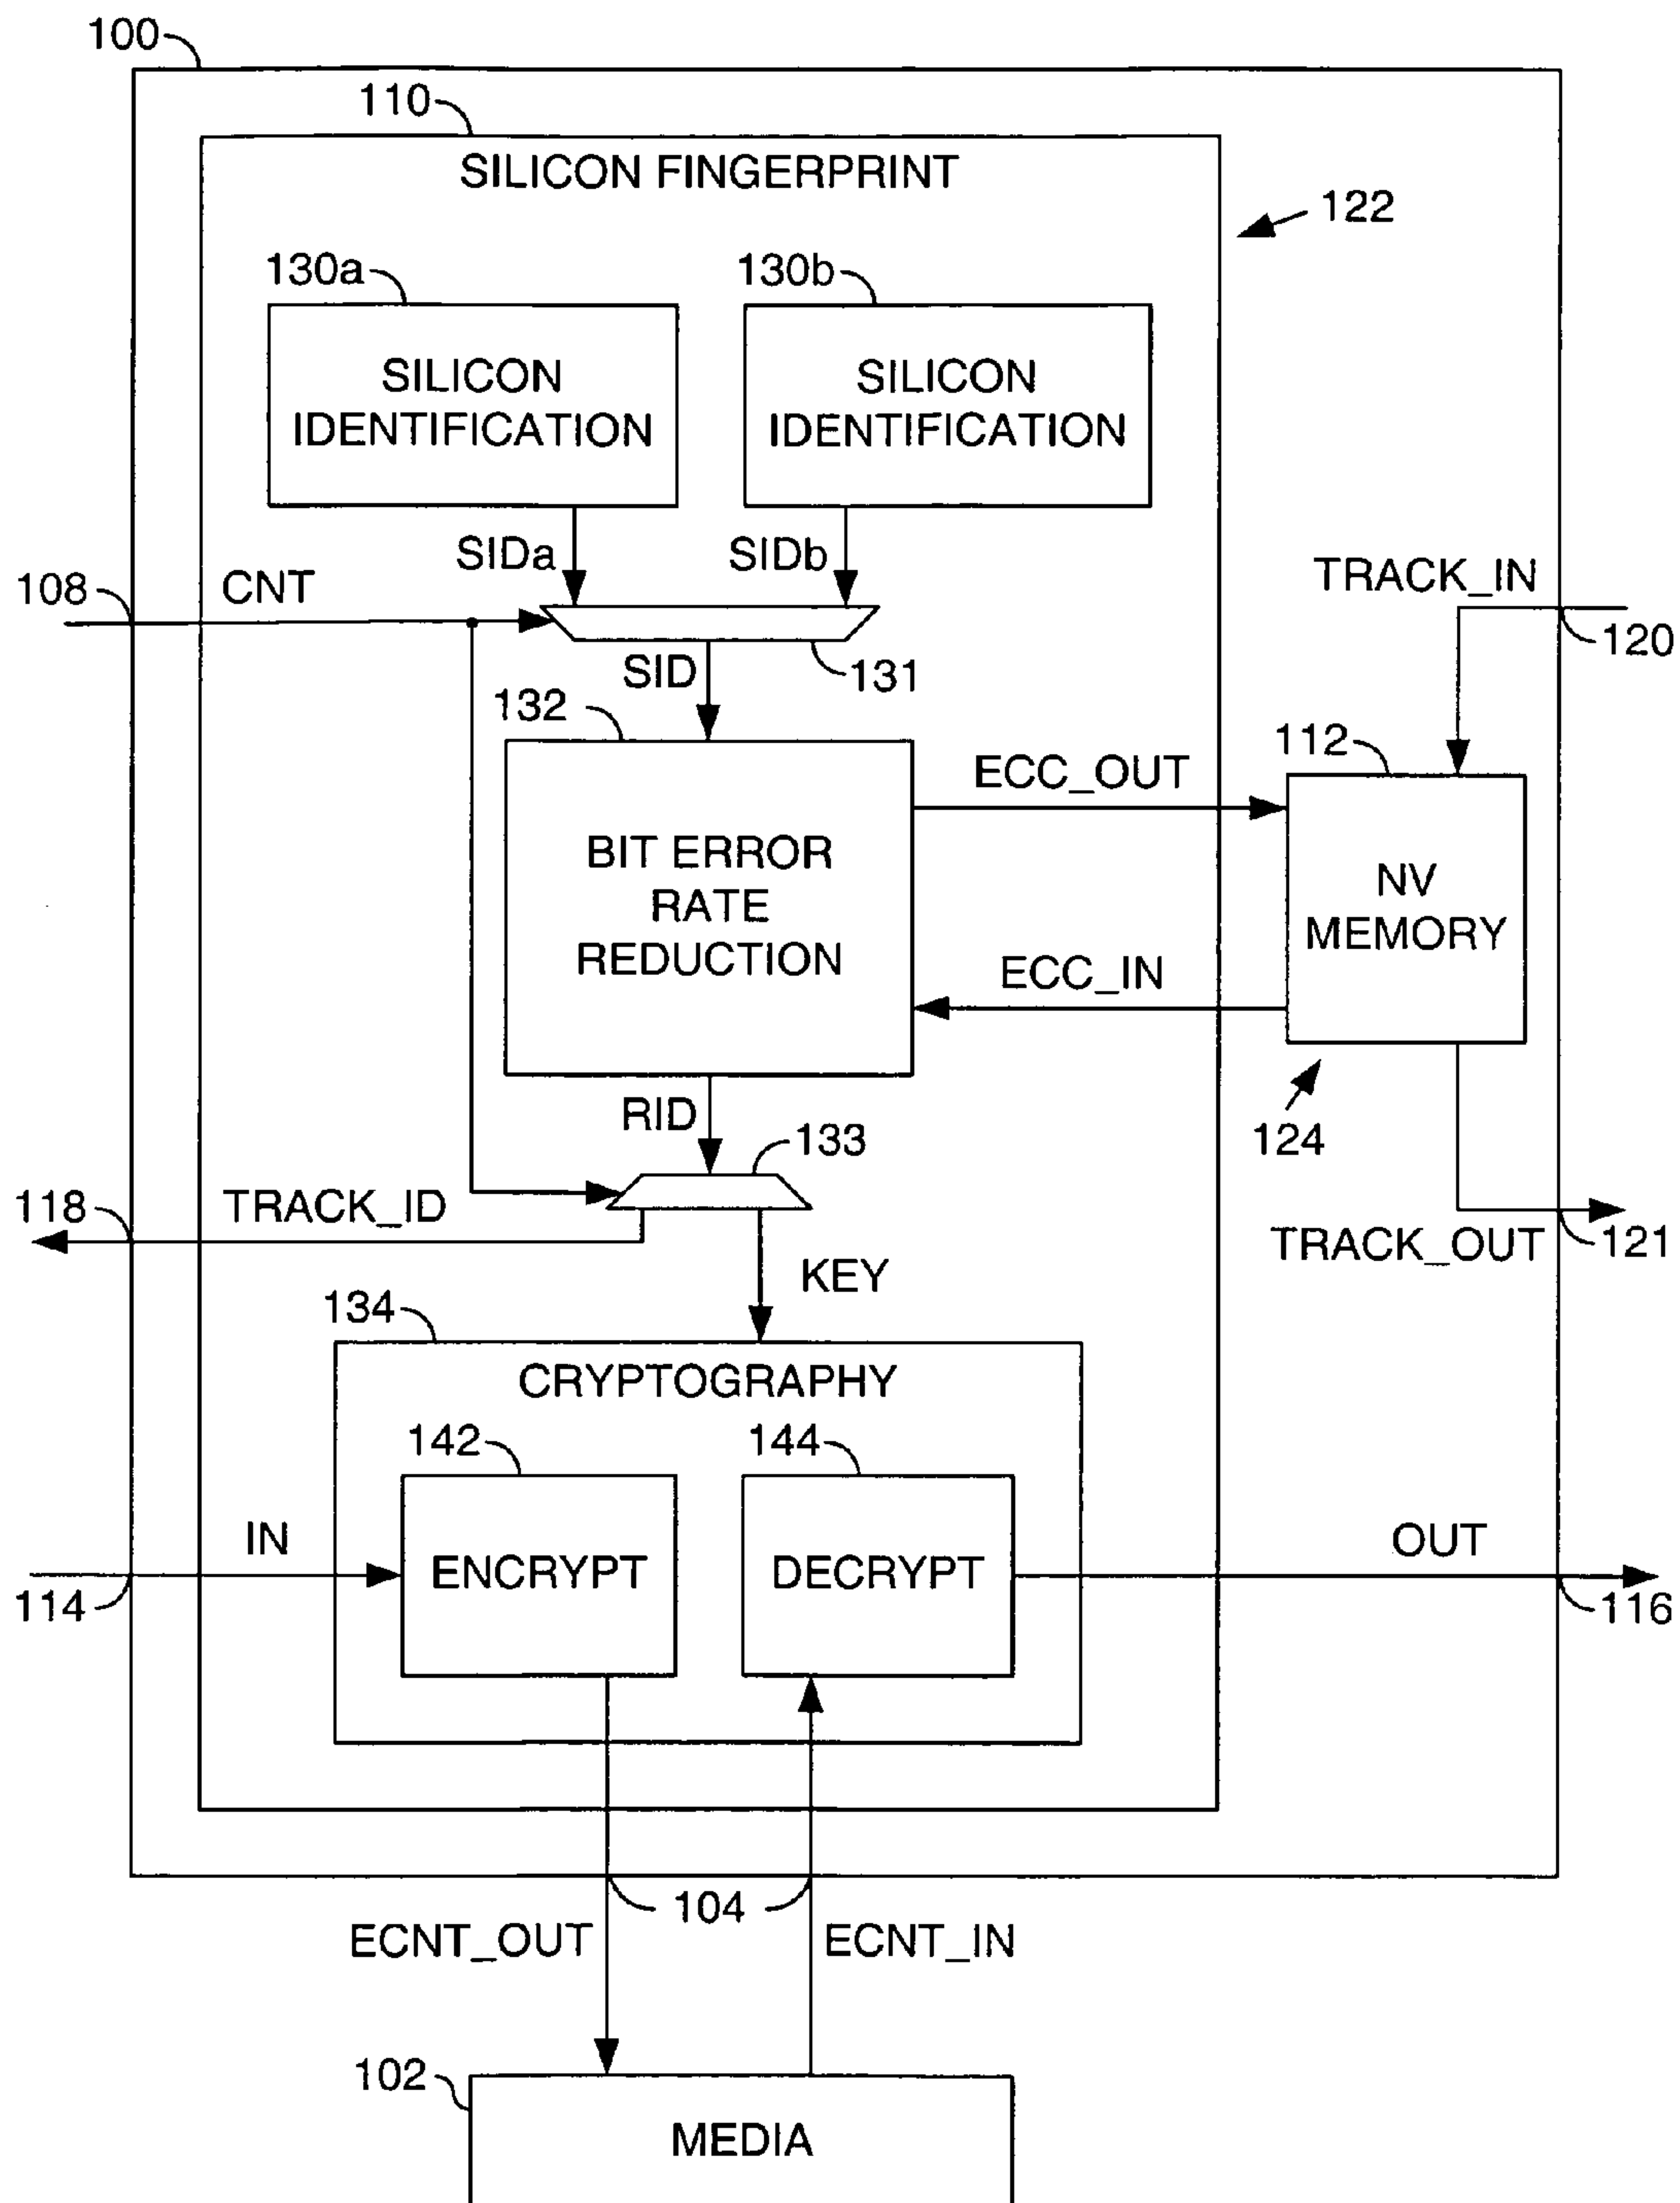 100
110
SILICON FINGERPRINT
122
130a
130b
SILICON
IDENTIFICATION
SILICON
IDENTIFICATION
SIDa
SIDb
TRACK_IN
108
CNT
120
SID
131
132
112
ECC_OUT
BIT ERROR
RATE
REDUCTION
NV
MEMORY
ECC_IN
RID
133
124
118
TRACK_ID
TRACK_OUT
121
KEY
134
CRYPTOGRAPHY
142
144
IN
OUT
ENCRYPT
DECRYPT
114
116
104
ECNT_OUT
ECNT_IN
102
MEDIA